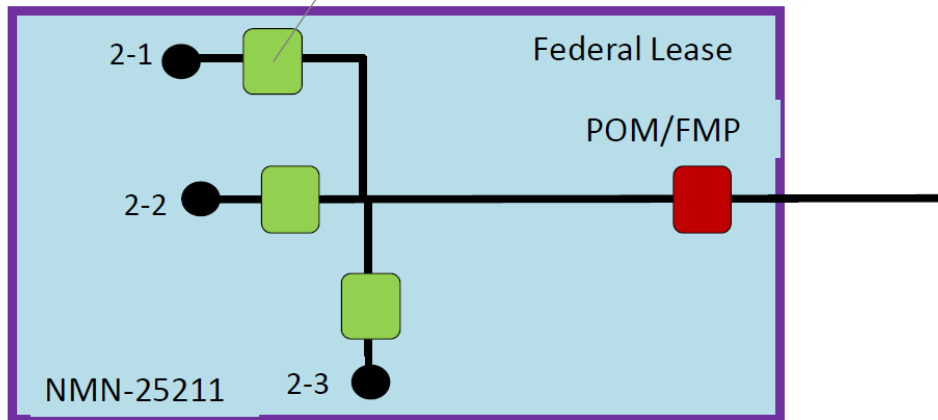 2-1
Federal Lease
POM/FMP
2-2
2-3
NMN-25211